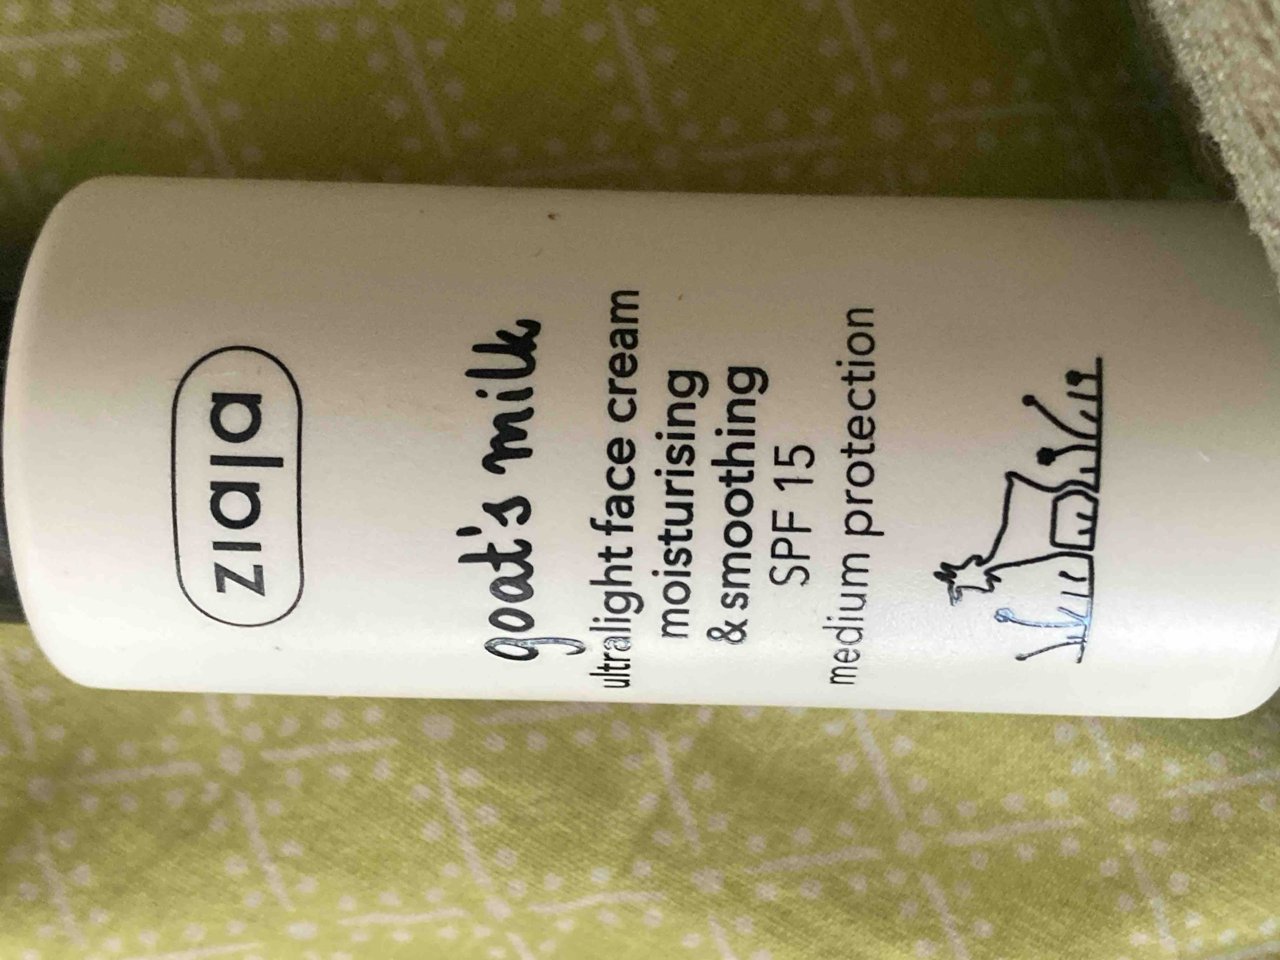 ziaja
goat's milk
ultralight face cream
moisturising
& smoothing
SPF 15
medium protection